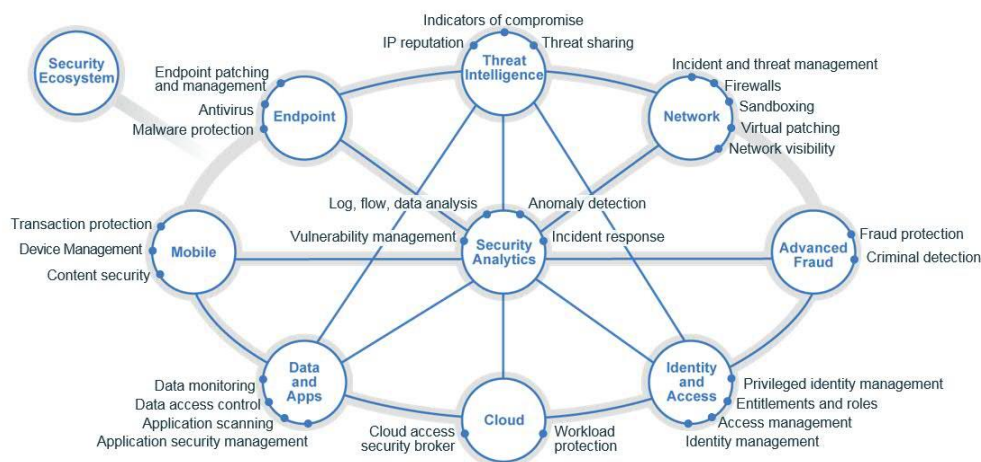 Security
Ecosystem
Indicators of compromise
IP reputation
Threat sharing
Threat
Intelligence
Endpoint patching
and management
Antivirus
Malware protection
Endpoint
Incident and threat management
Firewalls
Sandboxing
Virtual patching
Network visibility
Network
Transaction protection
Device Management
Content security
Mobile
Log, flow, data analysis
Anomaly detection
Vulnerability management
Incident response
Security
Analytics
Advanced
Fraud
Fraud protection
Criminal detection
Data and
Apps
Data monitoring
Data access control
Application scanning
Application security management
Cloud
Cloud access
security broker
Workload
protection
Identity and
Access
Privileged identity management
Entitlements and roles
Access management
Identity management